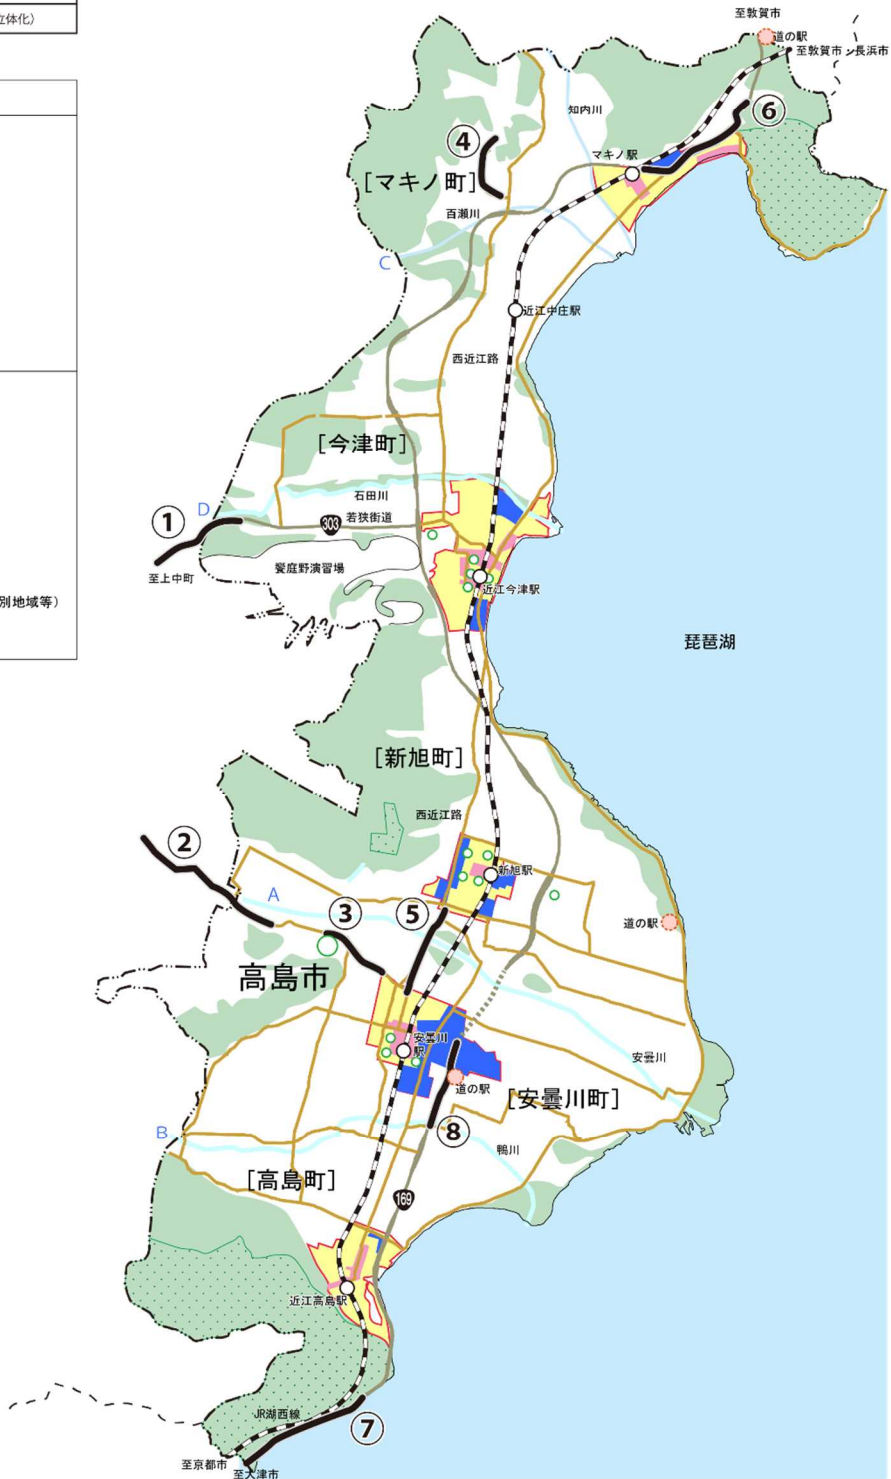 立体化）
別地域等）
至敦賀市
道の駅
至敦賀市・長浜市
知内川
⑥
④
マキノ駅
［マキノ町］
百瀬川
C
近江中庄駅
西近江路
［今津町］
石田川
D
①
303
若狭街道
至上中町
饗庭野演習場
近江今津駅
琵琶湖
［新旭町］
西近江路
②
新旭駅
A
③
⑤
道の駅
高島市
安曇川
駅
安曇川
道の駅
［安曇川町］
B
⑧
鴨川
［高島町］
169
近江高島駅
JR湖西線
⑦
至京都市
至大津市